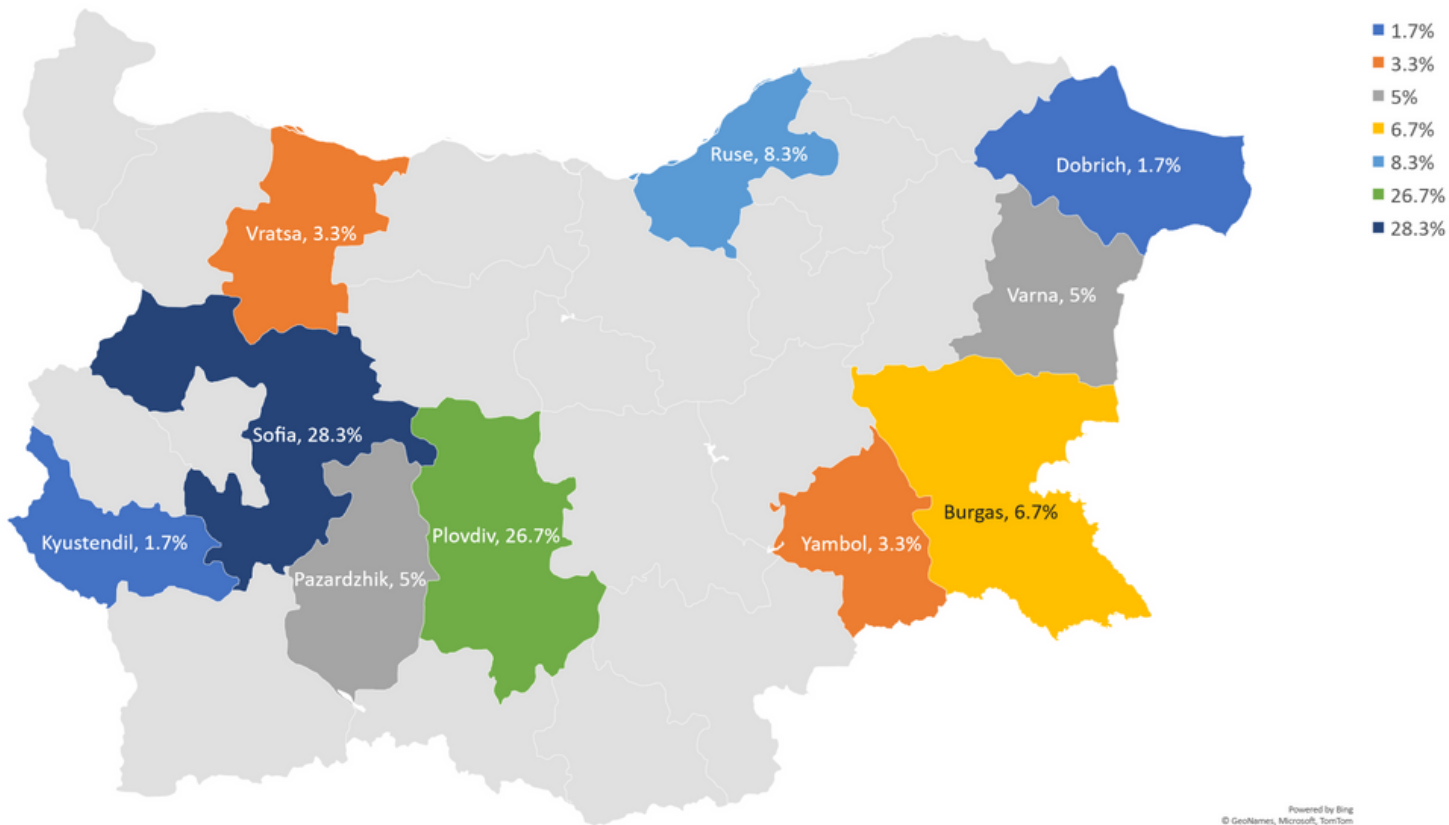 1.7%
3.3%
5%
6.7%
8.3%
26.7%
28.3%
Ruse, 8.3%
Dobrich, 1.7%
Vratsa, 3.3%
Varna, 5%
Sofia, 28.3%
Burgas, 6.7%
Plovdiv, 26.7%
Kyustendil, 1.7%
Yambol, 3.3%
Pazardzhik, 5%
Powered by Bing
© GeoNames, Microsoft, TomTom